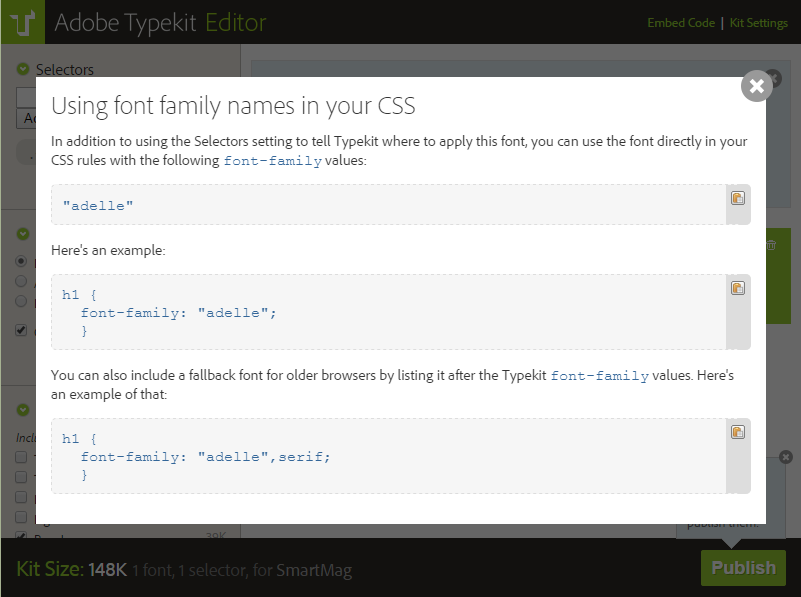 Adobe Typekit Editor
Embed Code | Kit Settings
Selectors
Using font family names in your CSS
In addition to using the Selectors setting to tell Typekit where to apply this font, you can use the font directly in your
CSS rules with the following font-family values:
"adelle"
Here's an example:
h1 {
font-family: "adelle";
}
You can also include a fallback font for older browsers by listing it after the Typekit font-family values. Here's
an example of that:
h1 {
font-family: "adelle",serif;
}
publish them.
Kit Size: 148K 1 font, 1 selector, for SmartMag
Publish